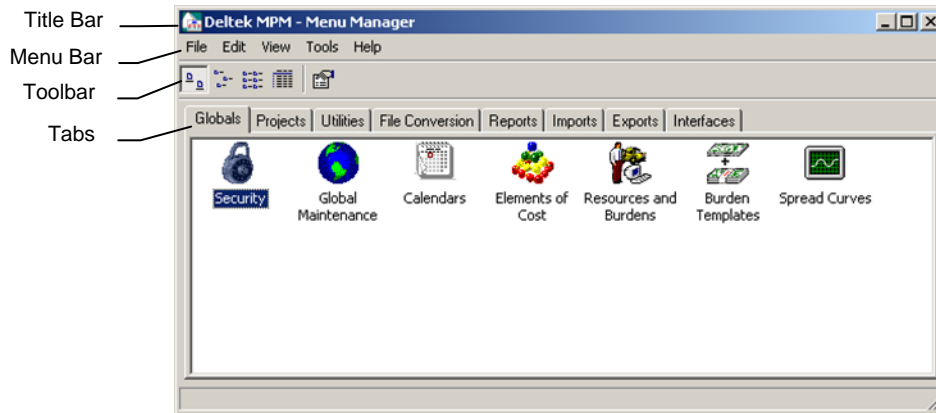 Title Bar
Deltek MPM - Menu Manager
Menu Bar
File Edit View Tools Help
Toolbar
Tabs
Globals Projects Utilities File Conversion Reports Imports Exports Interfaces
Security
Global Maintenance
Calendars
Elements of Cost
Resources and Burdens
Burden Templates
Spread Curves